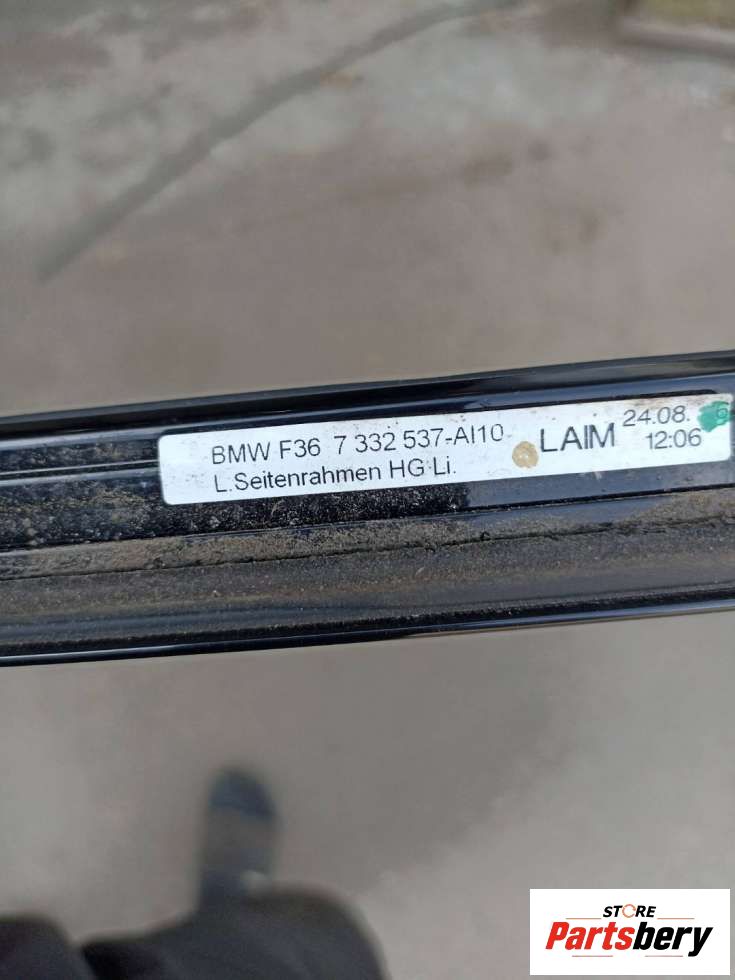 BMW F36 7 332 537-AI10
L.Seitenrahmen HG Li.
LAIM
24.08.
12:06
STORE
Partsbery